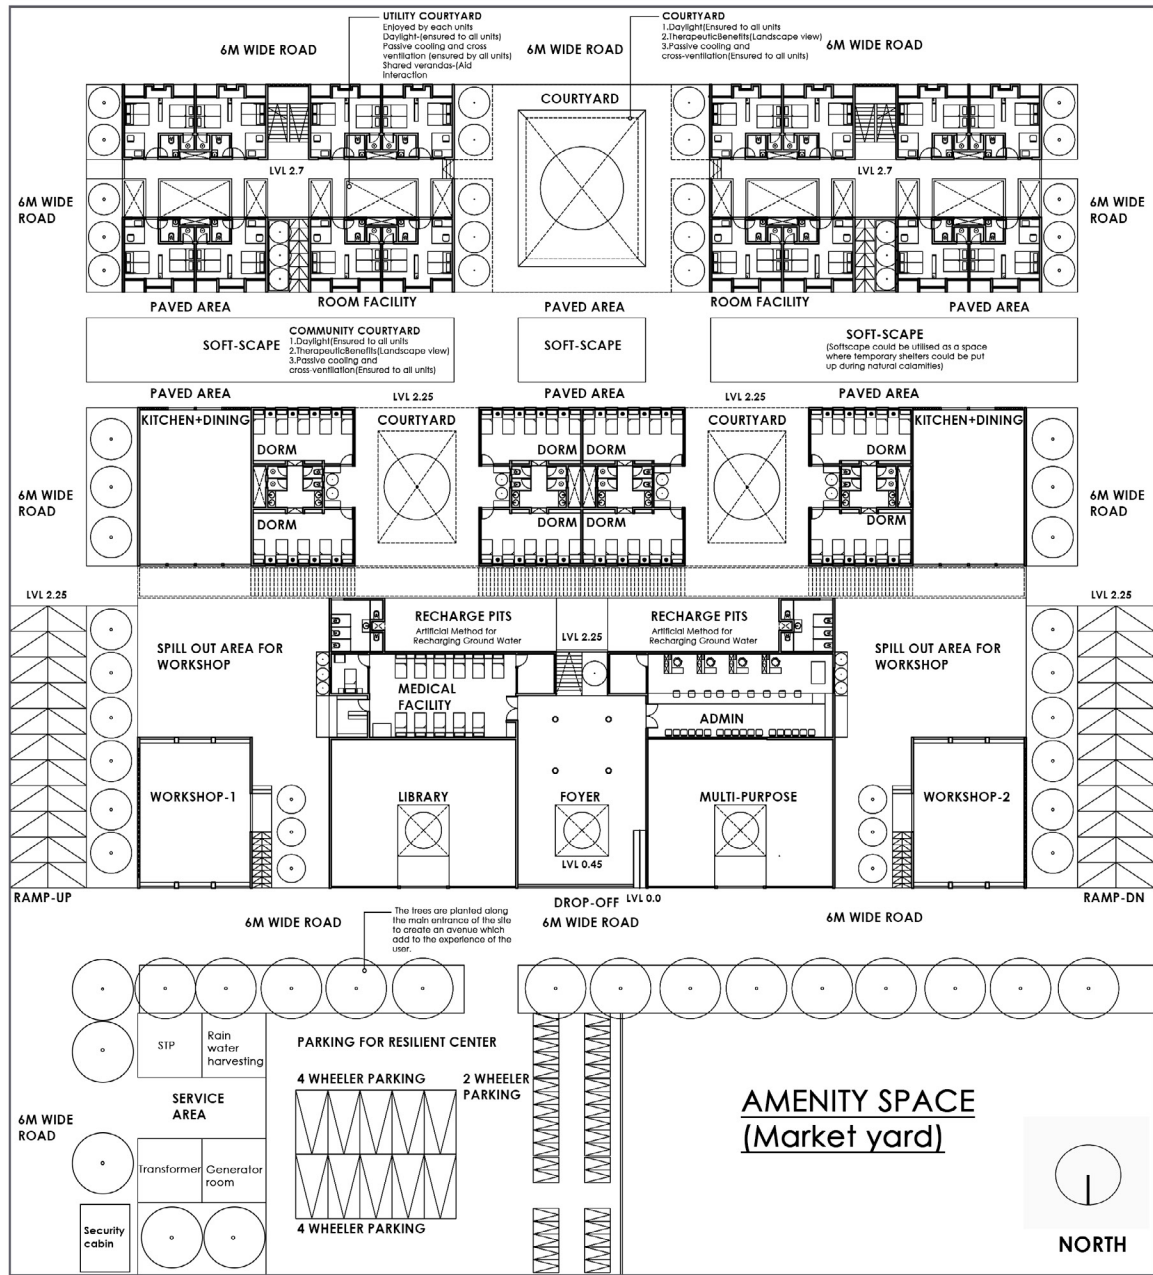 UTILITY COURTYARD
Enjoyed by each units
Daylight-(ensured to all units)
Passive cooling and cross
ventilation (ensured by all units)
Shared verandas-(Aid
Interaction
COURTYARD
1.Daylight(Ensured to all units
2.TherapeuticBenefits(Landscape view)
3.Passive cooling and
cross-ventilation(Ensured to all units)
6M WIDE ROAD
6M WIDE ROAD
6M WIDE ROAD
COURTYARD
LVL 2.7
LVL 2.7
6M WIDE
ROAD
6M WIDE
ROAD
PAVED AREA
ROOM FACILITY
PAVED AREA
ROOM FACILITY
PAVED AREA
SOFT-SCAPE
COMMUNITY COURTYARD
1.Daylight(Ensured to all units
2.TherapeuticBenefits(Landscape view)
3.Passive cooling and
cross-ventilation(Ensured to all units)
SOFT-SCAPE
SOFT-SCAPE
(Softscape could be utilised as a space
where temporary shelters could be put
up during natural calamities)
PAVED AREA
LVL 2.25
PAVED AREA
LVL 2.25
PAVED AREA
KITCHEN+DINING
COURTYARD
COURTYARD
KITCHEN+DINING
DORM
DORM
DORM
DORM
6M WIDE
ROAD
6M WIDE
ROAD
DORM
DORM
DORM
DORM
LVL 2.25
LVL 2.25
RECHARGE PITS
Artificial Method for
Recharging Ground Water
LVL 2.25
RECHARGE PITS
Artificial Method for
Recharging Ground Water
SPILL OUT AREA FOR
WORKSHOP
SPILL OUT AREA FOR
WORKSHOP
MEDICAL
FACILITY
ADMIN
WORKSHOP-1
LIBRARY
FOYER
MULTI-PURPOSE
WORKSHOP-2
LVL 0.45
RAMP-UP
DROP-OFF
LVL 0.0
RAMP-DN
6M WIDE ROAD
The trees are planted along
the main entrance of the site
to create an avenue which
add to the experience of the
user.
6M WIDE ROAD
6M WIDE ROAD
STP
Rain
water
harvesting
PARKING FOR RESILIENT CENTER
4 WHEELER PARKING
2 WHEELER
PARKING
SERVICE
AREA
6M WIDE
ROAD
AMENITY SPACE
(Market yard)
Transformer
Generator
room
4 WHEELER PARKING
Security
cabin
NORTH